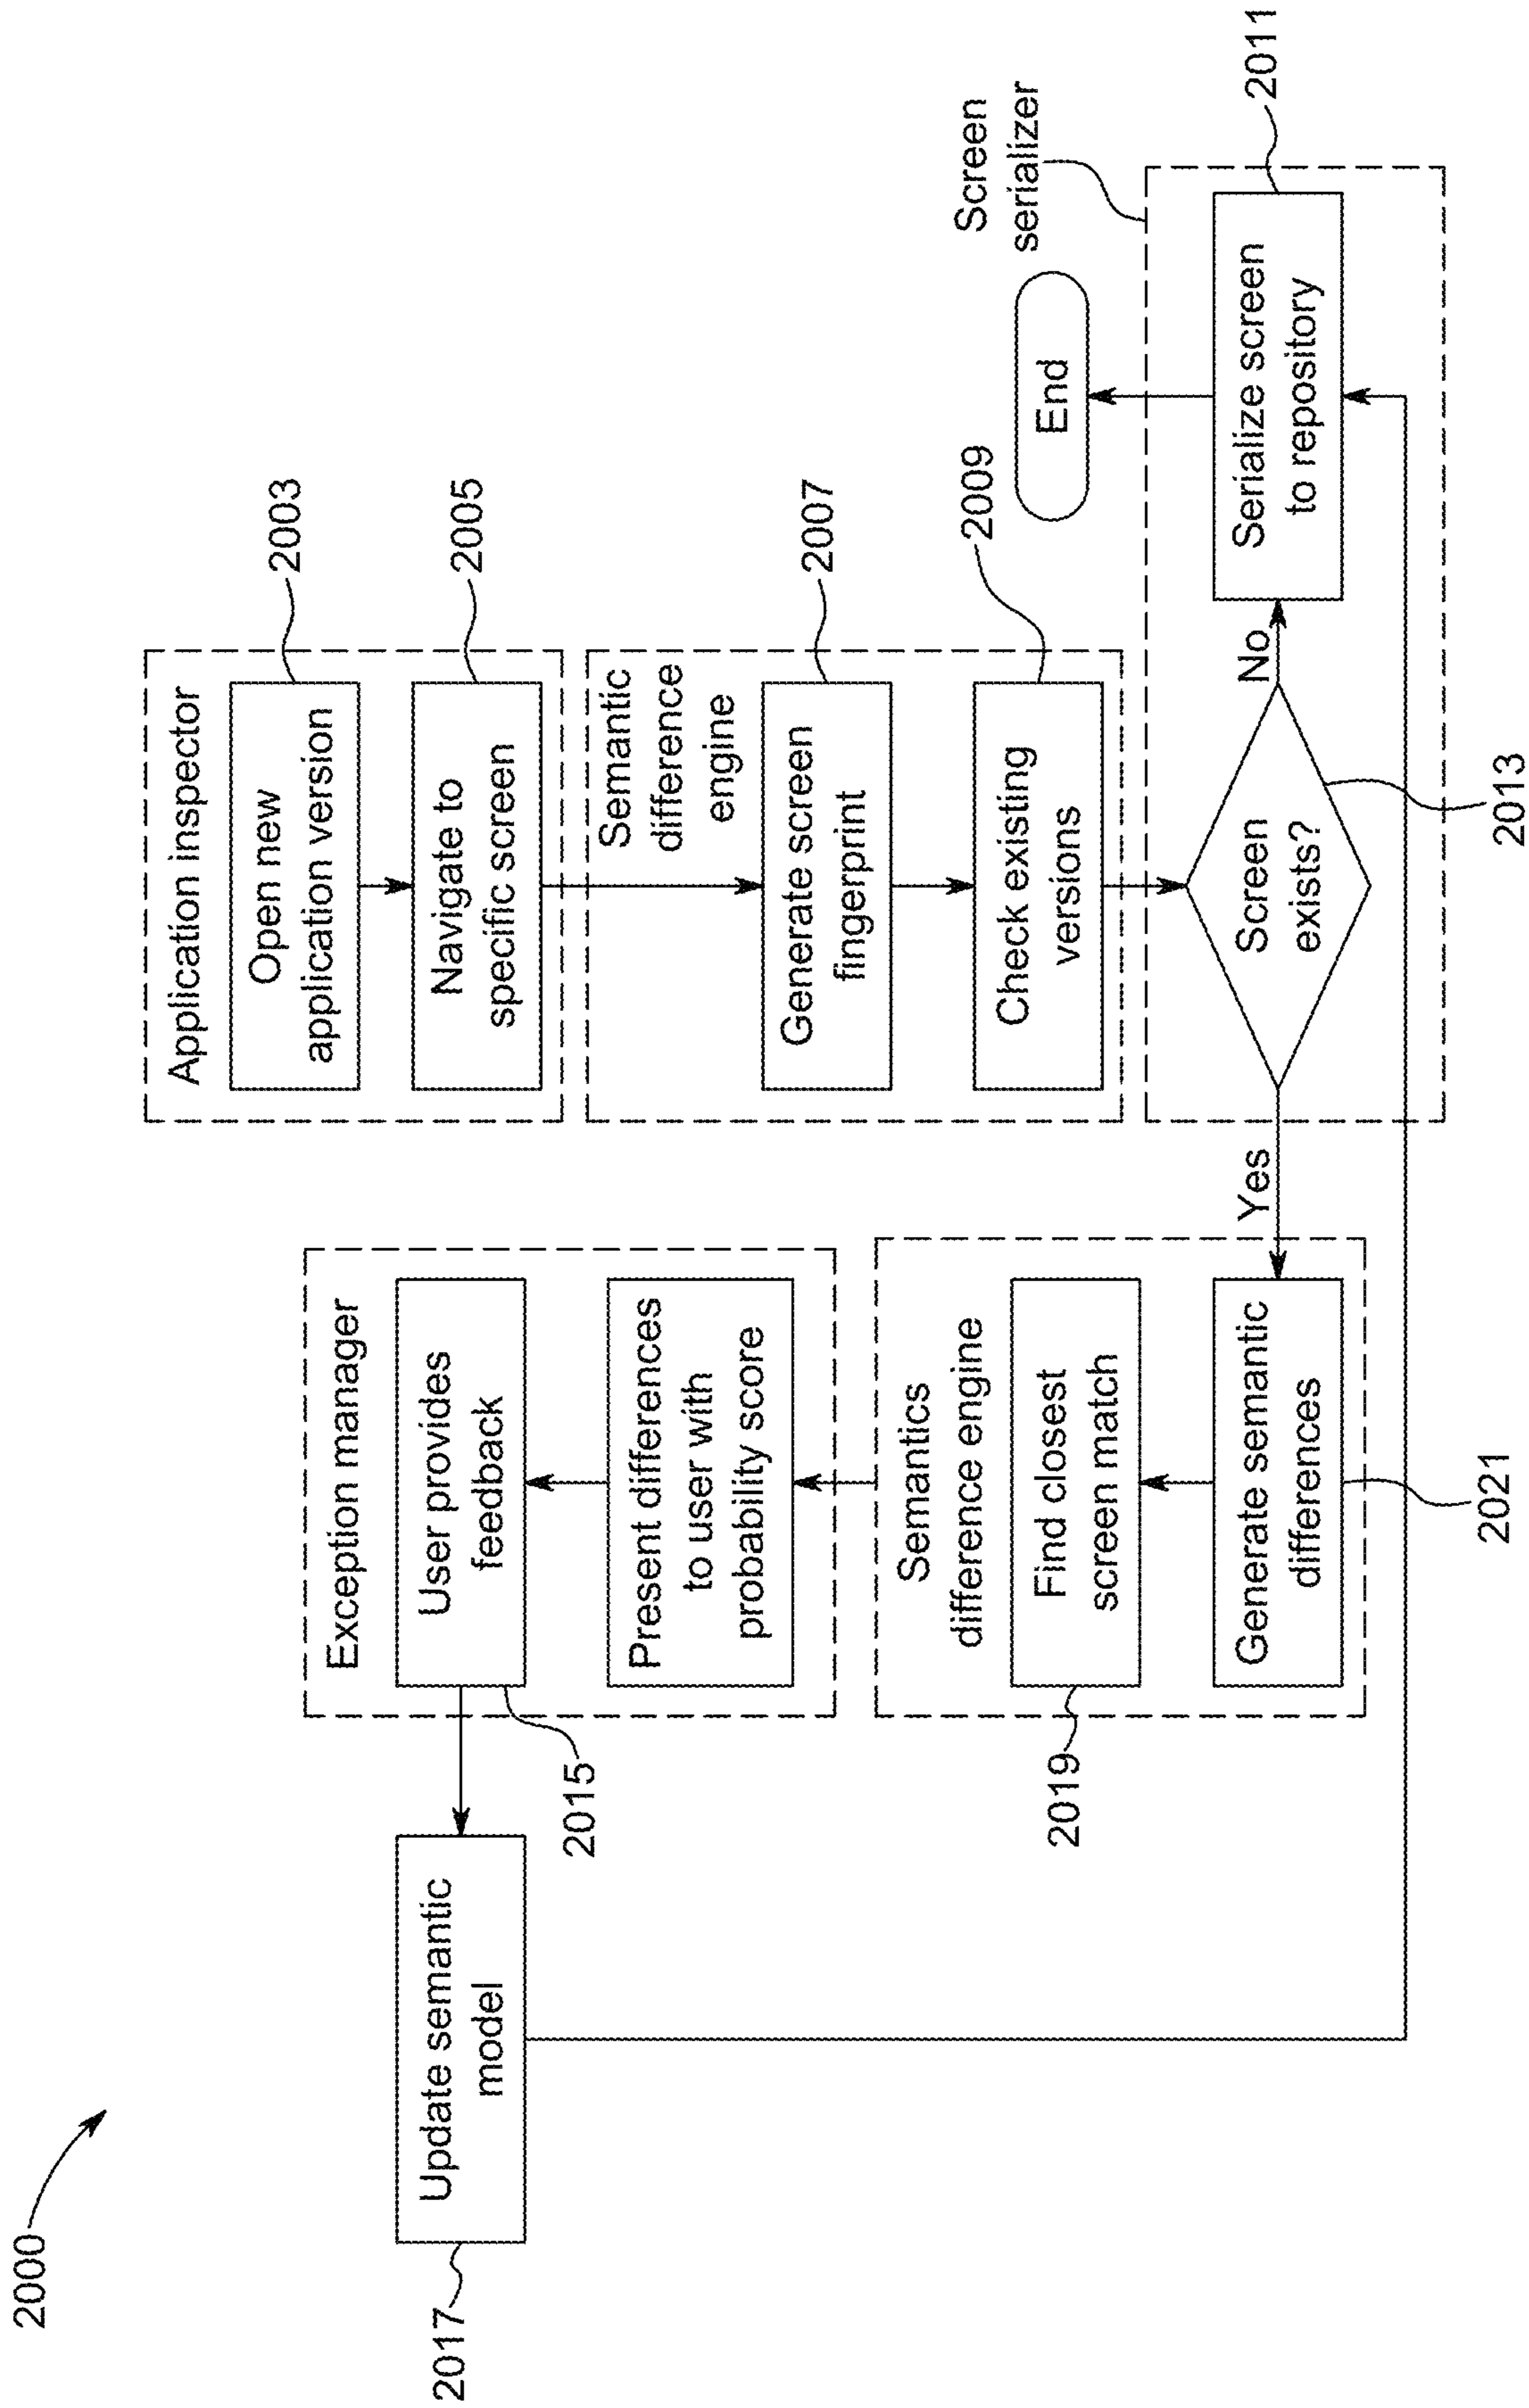 2000
Application inspector
Open new
application version
2003
Navigate to
specific screen
2005
Semantic
difference
engine
Generate screen
fingerprint
2007
Check existing
versions
2009
Screen
exists?
2013
No
Yes
Screen
serializer
Serialize screen
to repository
2011
End
Semantics
difference engine
Generate semantic
differences
2021
Find closest
screen match
2019
Exception manager
Present differences
to user with
probability score
User provides
feedback
2015
Update semantic
model
2017